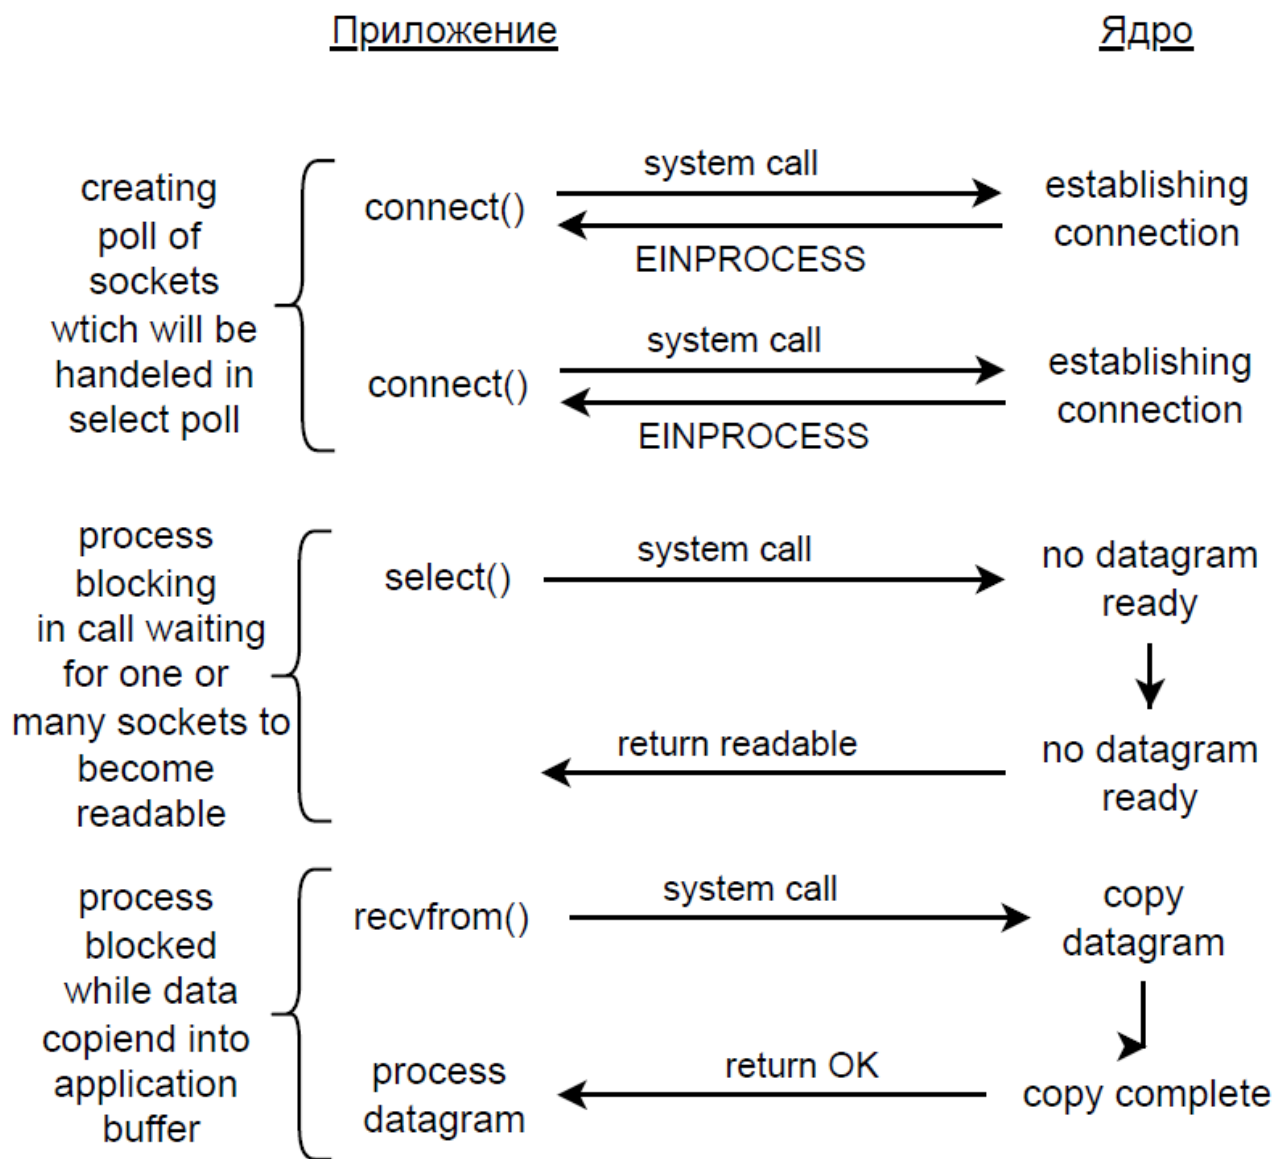 Приложение
Ядро
creating
poll of
sockets
wtich will be
handeled in
select poll
connect()
system call
EINPROCESS
establishing
connection
connect()
system call
EINPROCESS
establishing
connection
process
blocking
in call waiting
for one or
many sockets to
become
readable
select()
system call
no datagram
ready
return readable
no datagram
ready
process
blocked
while data
copiend into
application
buffer
recvfrom()
system call
copy
datagram
process
datagram
return OK
copy complete